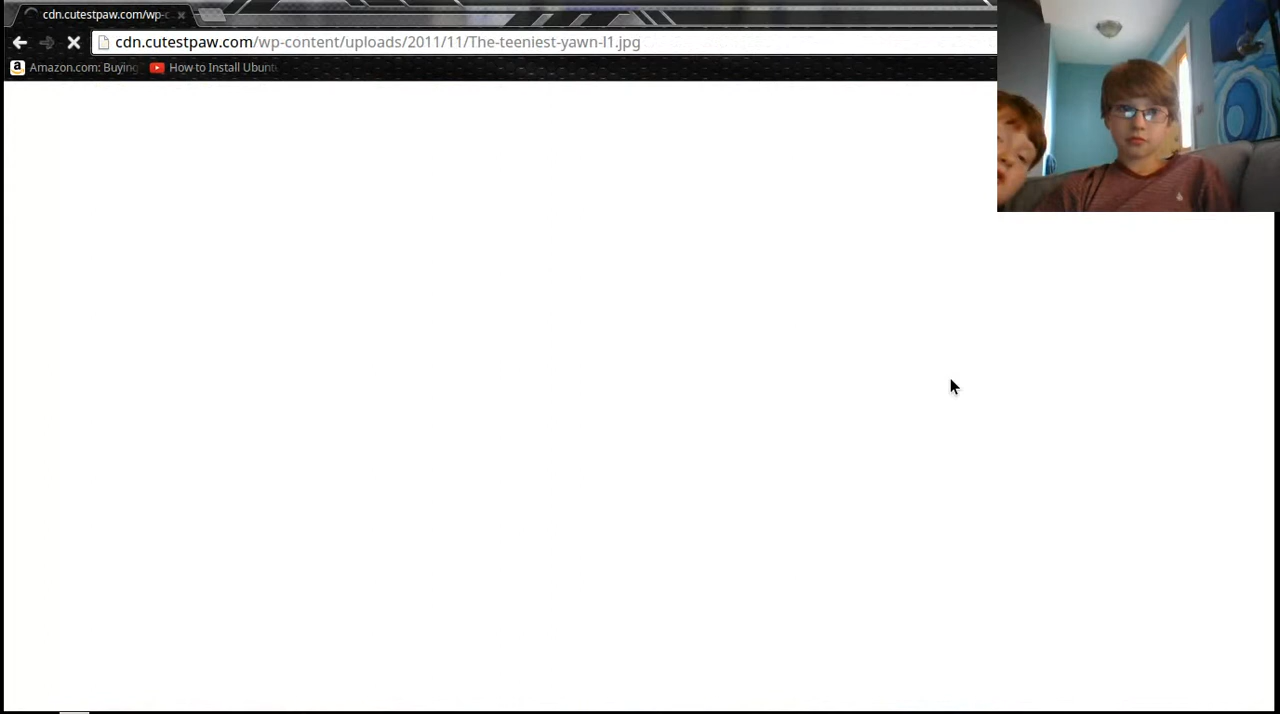 cdn.cutestpaw.com/wp-c
cdn.cutestpaw.com/wp-content/uploads/2011/11/The-teeniest-yawn-l1.jpg
Amazon.com: Buying How to Install Ubunt